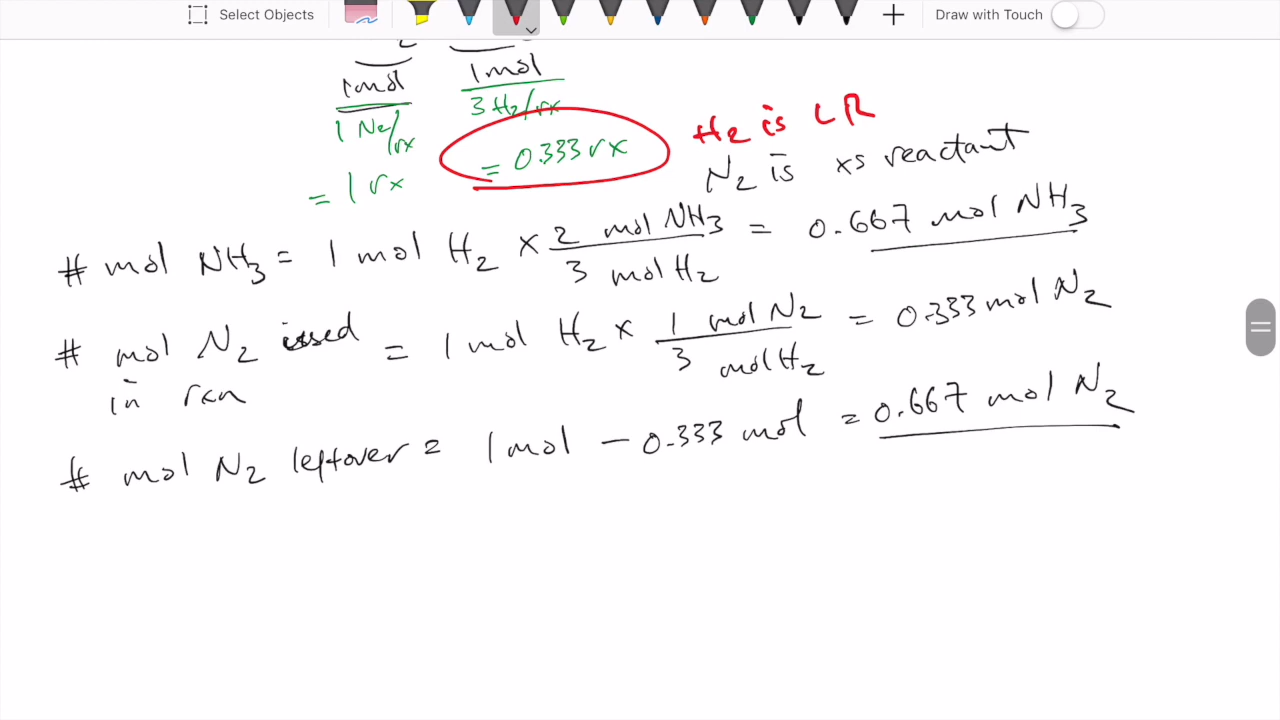 Select Objects
Draw with Touch
1 mol 1 mol
1 N2/rx 3 H2/rx
= 1 rx = 0.333 rx
H2 is LR
N2 is xs reactant
# mol NH3 = 1 mol H2 × 2 mol NH3 / 3 mol H2 = 0.667 mol NH3
# mol N2 used in rxn = 1 mol H2 × 1 mol N2 / 3 mol H2 = 0.333 mol N2
# mol N2 leftover = 1 mol − 0.333 mol = 0.667 mol N2